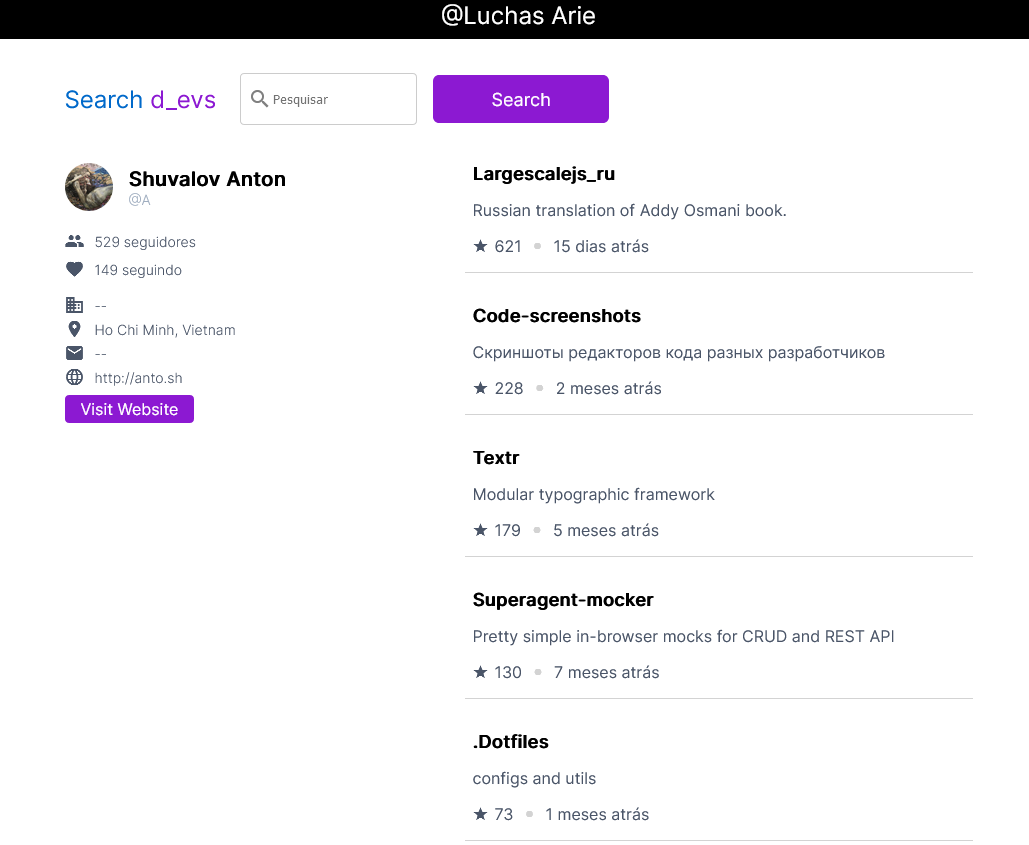 @Luchas Arie
Search d_evs
Pesquisar
Search
Shuvalov Anton
@A
529 seguidores
149 seguindo
--
Ho Chi Minh, Vietnam
--
http://anto.sh
Visit Website
Largescalejs_ru
Russian translation of Addy Osmani book.
621 15 dias atrás
Code-screenshots
Скриншоты редакторов кода разных разработчиков
228 2 meses atrás
Textr
Modular typographic framework
179 5 meses atrás
Superagent-mocker
Pretty simple in-browser mocks for CRUD and REST API
130 7 meses atrás
.Dotfiles
configs and utils
73 1 meses atrás